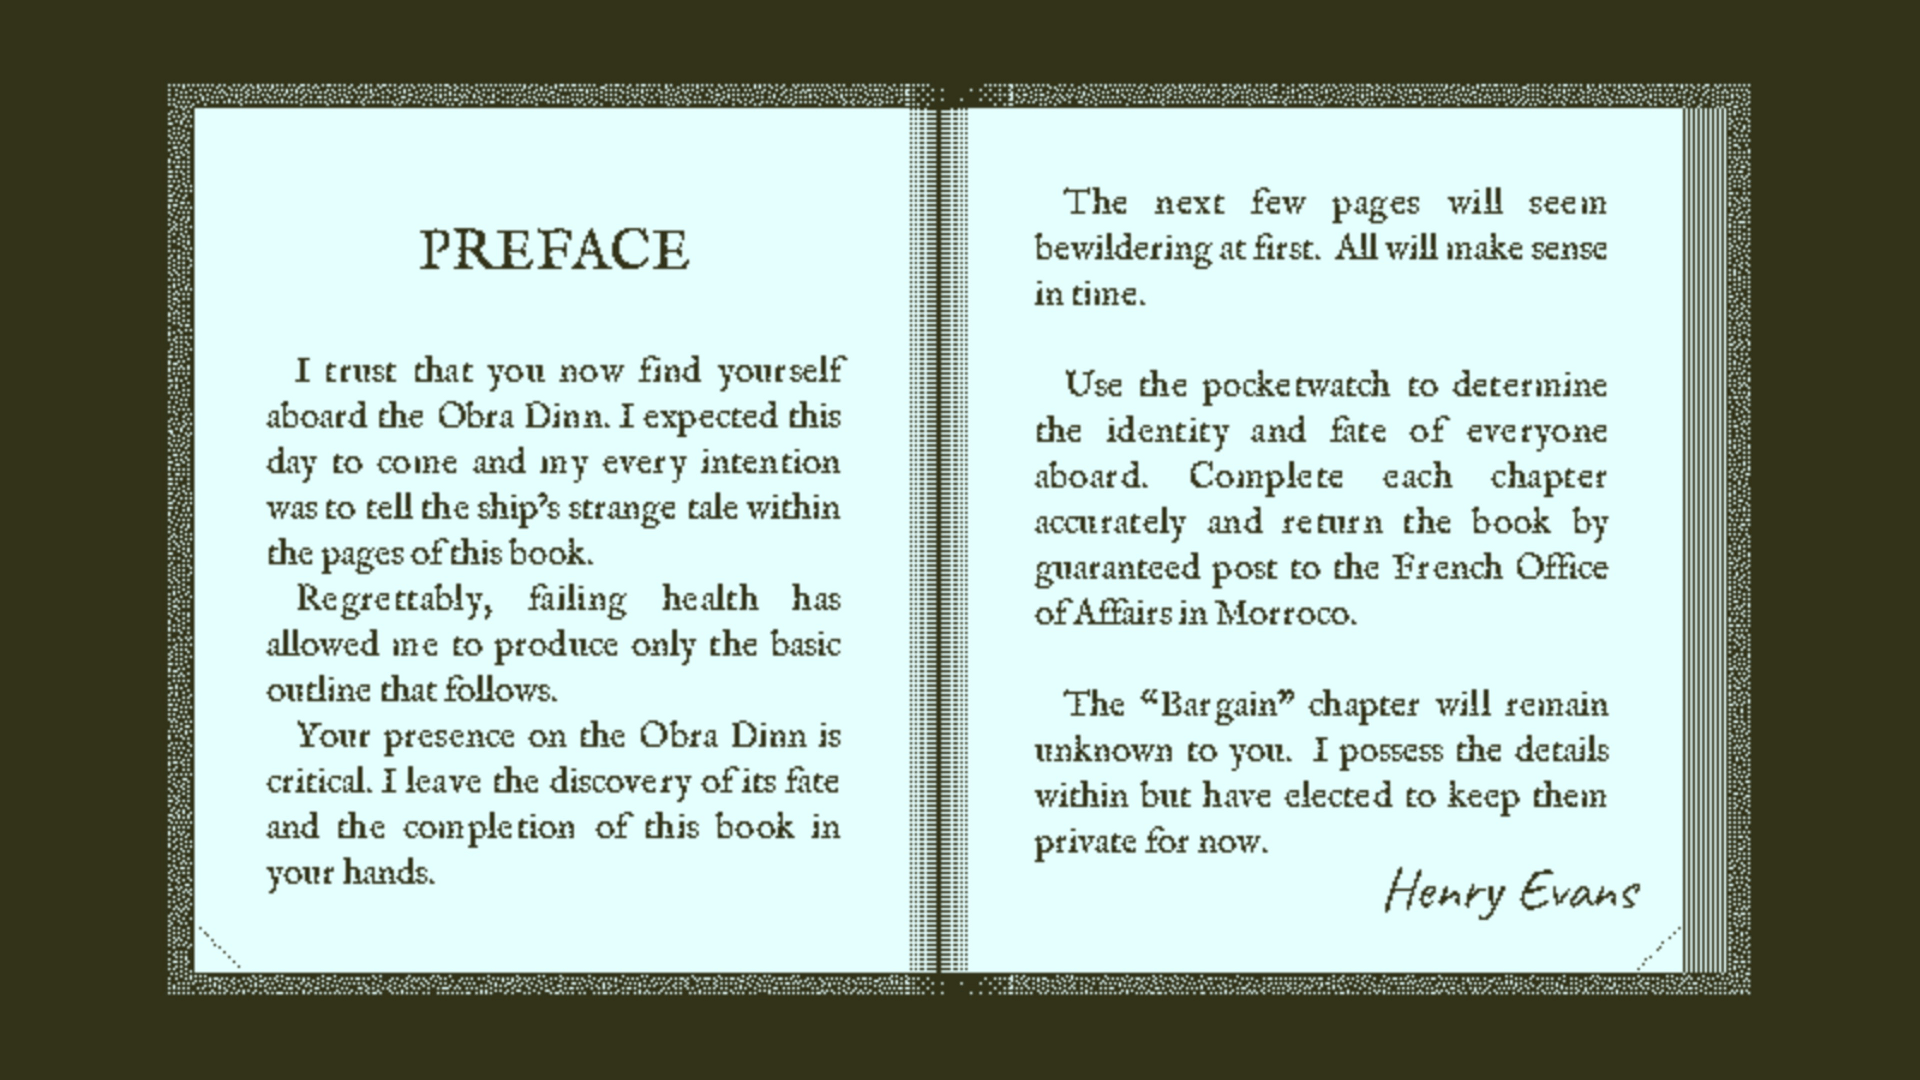 PREFACE
I trust that you now find yourself
aboard the Obra Dinn. I expected this
day to come and my every intention
was to tell the ship’s strange tale within
the pages of this book.
Regrettably, failing health has
allowed me to produce only the basic
outline that follows.
Your presence on the Obra Dinn is
critical. I leave the discovery of its fate
and the completion of this book in
your hands.
The next few pages will seem
bewildering at first. All will make sense
in time.
Use the pocketwatch to determine
the identity and fate of everyone
aboard. Complete each chapter
accurately and return the book by
guaranteed post to the French Office
of Affairs in Morroco.
The “Bargain” chapter will remain
unknown to you. I possess the details
within but have elected to keep them
private for now.
Henry Evans